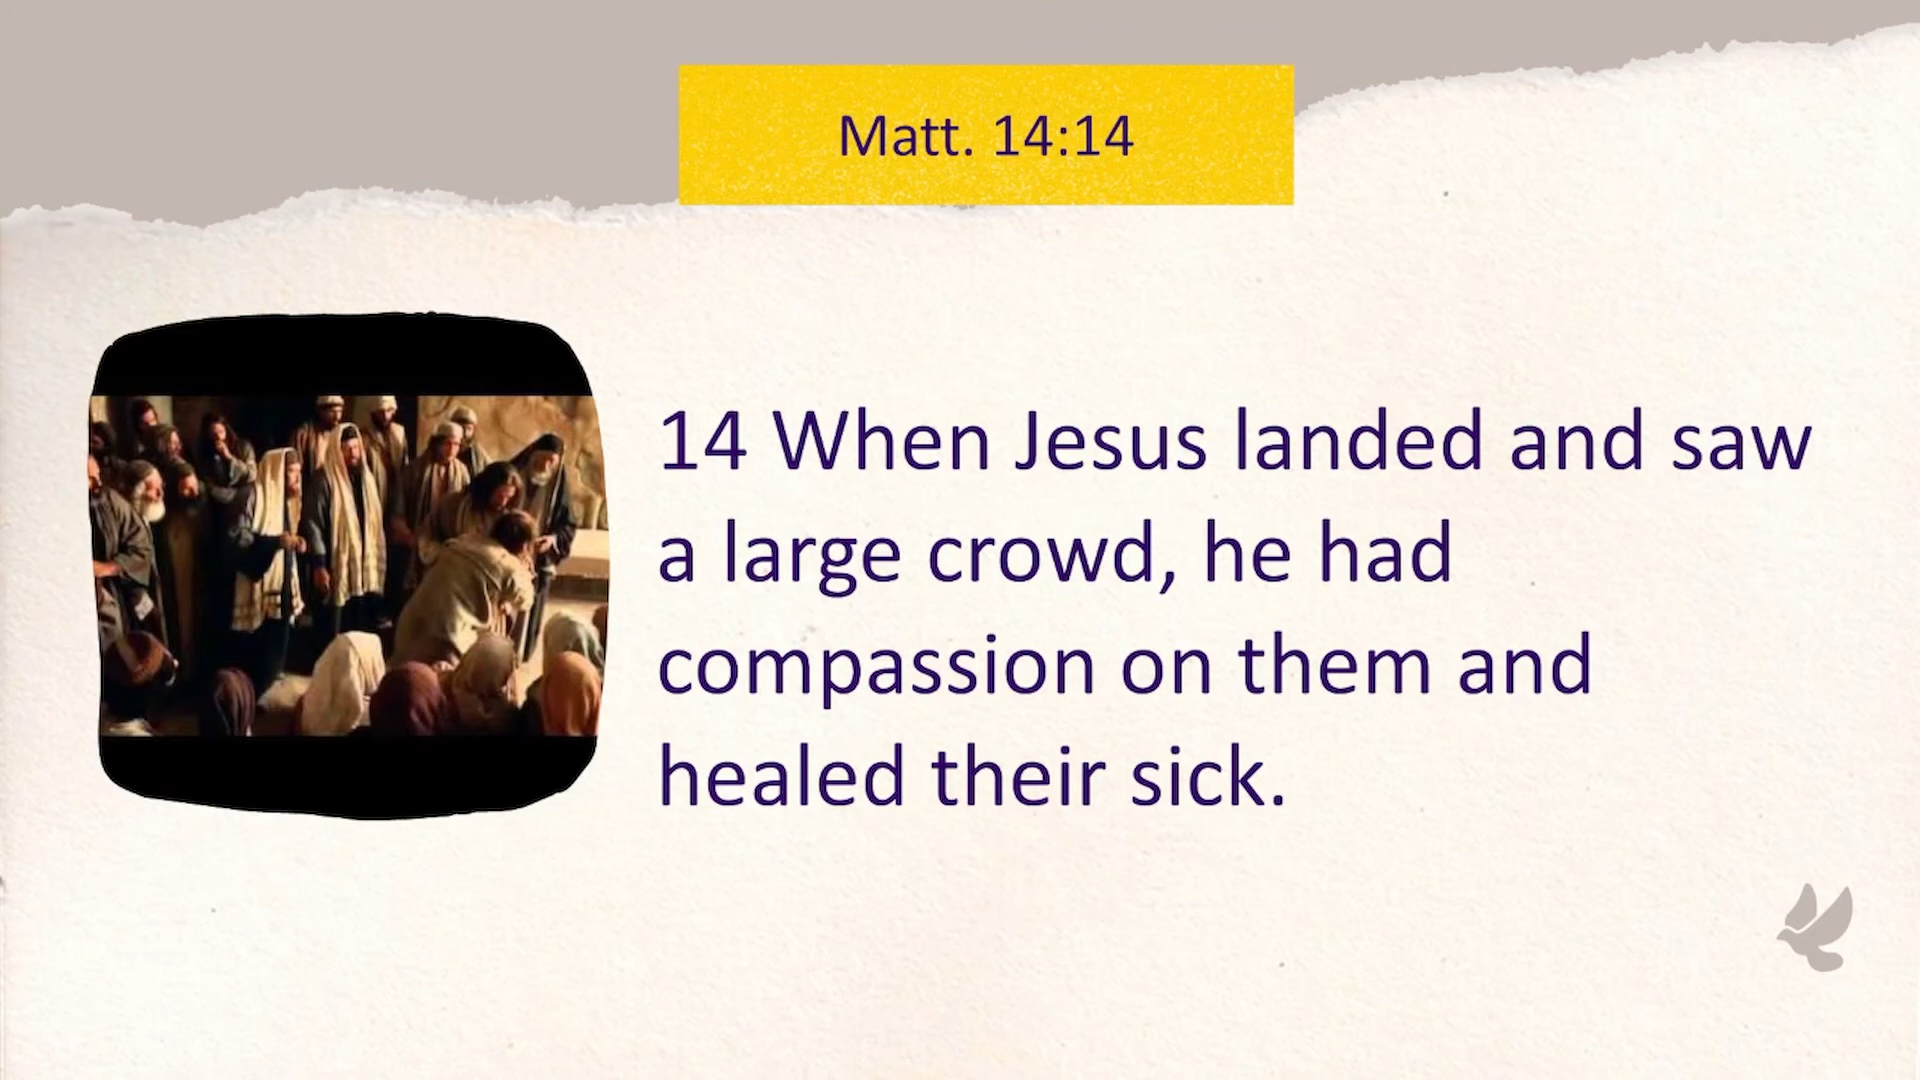 Matt. 14:14
14 When Jesus landed and saw
a large crowd, he had
compassion on them and
healed their sick.